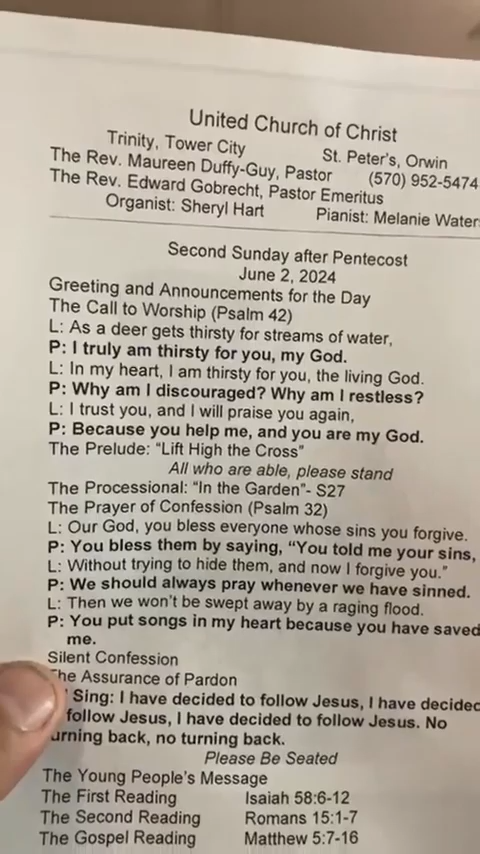 United Church of Christ
Trinity, Tower City St. Peter's, Orwin
The Rev. Maureen Duffy-Guy, Pastor (570) 952-5474
The Rev. Edward Gobrecht, Pastor Emeritus
Organist: Sheryl Hart Pianist: Melanie Water
Second Sunday after Pentecost
June 2, 2024
Greeting and Announcements for the Day
The Call to Worship (Psalm 42)
L: As a deer gets thirsty for streams of water,
P: I truly am thirsty for you, my God.
L: In my heart, I am thirsty for you, the living God.
P: Why am I discouraged? Why am I restless?
L: I trust you, and I will praise you again,
P: Because you help me, and you are my God.
The Prelude: "Lift High the Cross"
All who are able, please stand
The Processional: "In the Garden"- S27
The Prayer of Confession (Psalm 32)
L: Our God, you bless everyone whose sins you forgive.
P: You bless them by saying, "You told me your sins,
L: Without trying to hide them, and now I forgive you."
P: We should always pray whenever we have sinned.
L: Then we won't be swept away by a raging flood.
P: You put songs in my heart because you have saved
me.
Silent Confession
The Assurance of Pardon
Sing: I have decided to follow Jesus, I have decided
follow Jesus, I have decided to follow Jesus. No
urning back, no turning back.
Please Be Seated
The Young People's Message
The First Reading Isaiah 58:6-12
The Second Reading Romans 15:1-7
The Gospel Reading Matthew 5:7-16